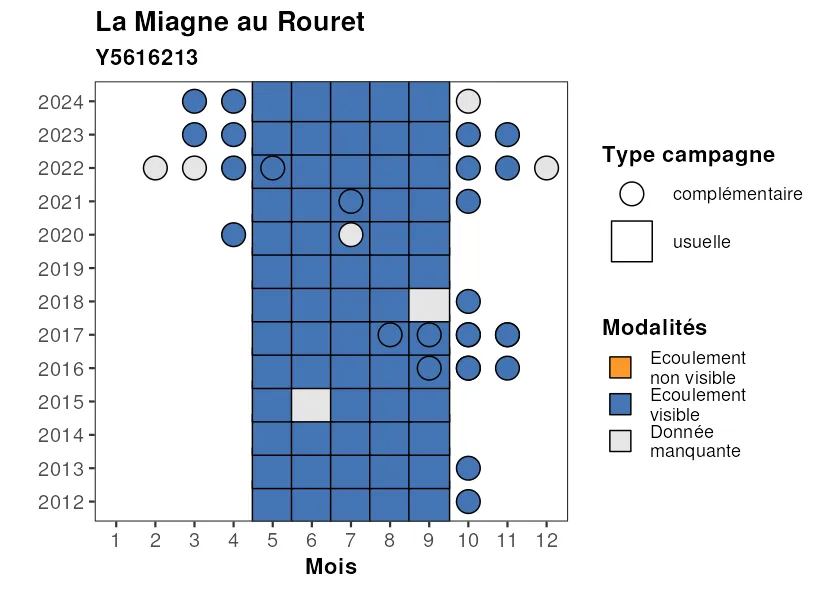 La Miagne au Rouret
Y5616213
2024
2023
2022
2021
2020
2019
2018
2017
2016
2015
2014
2013
2012
1 2 3 4 5 6 7 8 9 10 11 12
Mois
Type campagne
complémentaire
usuelle
Modalités
Ecoulement
non visible
Ecoulement
visible
Donnée
manquante